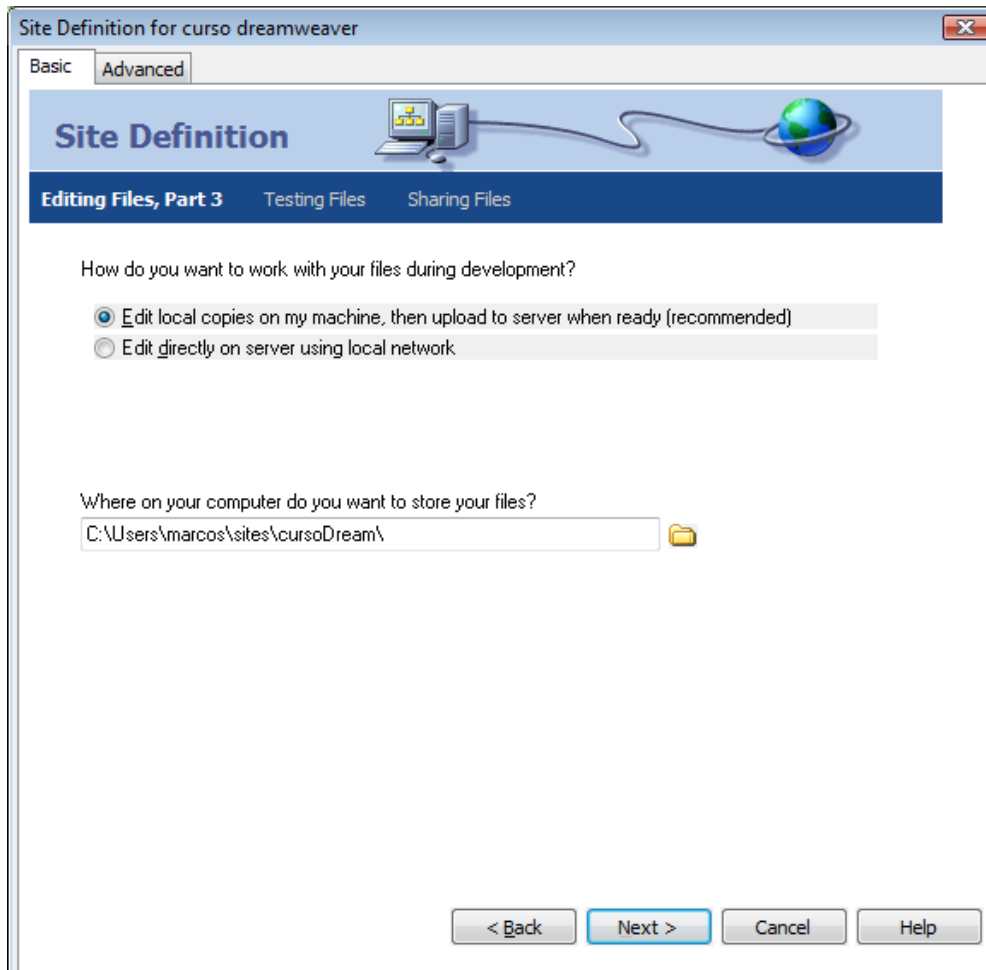 Site Definition for curso dreamweaver
Basic Advanced
Site Definition
Editing Files, Part 3 Testing Files Sharing Files
How do you want to work with your files during development?
Edit local copies on my machine, then upload to server when ready (recommended)
Edit directly on server using local network
Where on your computer do you want to store your files?
C:\Users\marcos\sites\cursoDream\
< Back Next > Cancel Help